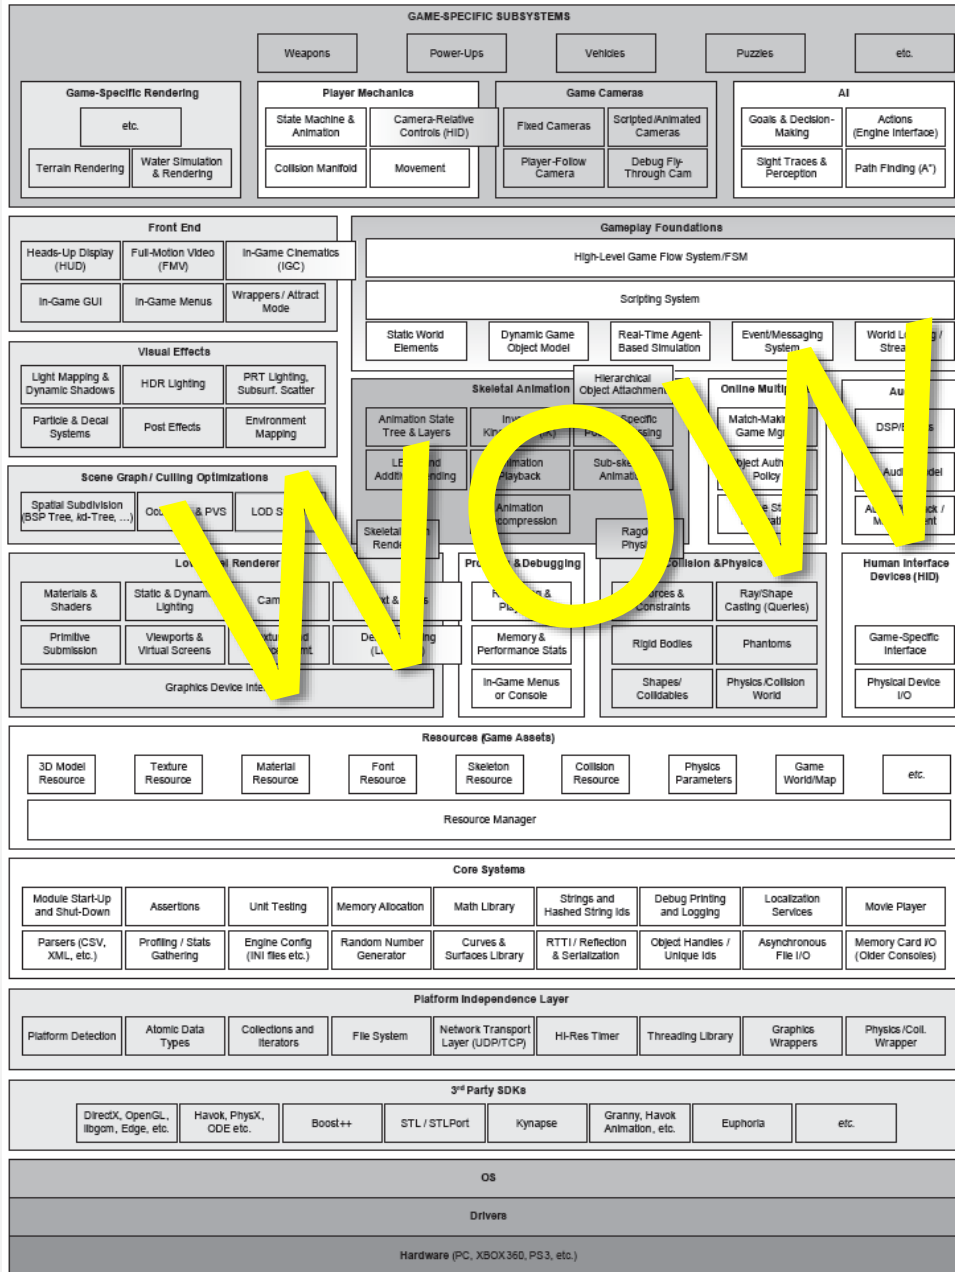 GAME-SPECIFIC SUBSYSTEMS
Weapons
Power-Ups
Vehicles
Puzzles
etc.
Game-Specific Rendering
etc.
Terrain Rendering
Water Simulation
& Rendering
Player Mechanics
State Machine &
Animation
Camera-Relative
Controls (HID)
Collision Manifold
Movement
Game Cameras
Fixed Cameras
Scripted/Animated
Cameras
Player-Follow
Camera
Debug Fly-
Through Cam
AI
Goals & Decision-
Making
Actions
(Engine Interface)
Sight Traces &
Perception
Path Finding (A*)
Front End
Heads-Up Display
(HUD)
Full-Motion Video
(FMV)
In-Game Cinematics
(IGC)
In-Game GUI
In-Game Menus
Wrappers / Attract
Mode
Gameplay Foundations
High-Level Game Flow System/FSM
Scripting System
Static World
Elements
Dynamic Game
Object Model
Real-Time Agent-
Based Simulation
Event/Messaging
System
World
Visual Effects
Light Mapping &
Dynamic Shadows
HDR Lighting
PRT Lighting,
Subsurf. Scatter
Particle & Decal
Systems
Post Effects
Environment
Mapping
Skeletal Animation
Hierarchical
Object Attachment
Animation State
Tree & Layers
Animation
Playback
Animation
Skeletal
Physics
Online
Match-Making
Game
Policy
Scene Graph / Culling Optimizations
Spatial Subdivision
(BSP Tree, kd-Tree, …)
& PVS
LOD
WOW
Renderer
Materials &
Shaders
Static & Dynamic
Lighting
Primitive
Submission
Viewports &
Virtual Screens
Graphics Device
& Debugging
Memory &
Performance Stats
In-Game Menus
or Console
Collision & Physics
Constraints
Ray/Shape
Casting (Queries)
Rigid Bodies
Phantoms
Shapes/
Collidables
Physics/Collision
World
Human Interface
Devices (HID)
Game-Specific
Interface
Physical Device
I/O
Resources (Game Assets)
3D Model
Resource
Texture
Resource
Material
Resource
Font
Resource
Skeleton
Resource
Collision
Resource
Physics
Parameters
Game
World/Map
etc.
Resource Manager
Core Systems
Module Start-Up
and Shut-Down
Assertions
Unit Testing
Memory Allocation
Math Library
Strings and
Hashed String Ids
Debug Printing
and Logging
Localization
Services
Movie Player
Parsers (CSV,
XML, etc.)
Profiling / Stats
Gathering
Engine Config
(INI files etc.)
Random Number
Generator
Curves &
Surfaces Library
RTTI / Reflection
& Serialization
Object Handles /
Unique Ids
Asynchronous
File I/O
Memory Card I/O
(Older Consoles)
Platform Independence Layer
Platform Detection
Atomic Data
Types
Collections and
Iterators
File System
Network Transport
Layer (UDP/TCP)
Hi-Res Timer
Threading Library
Graphics
Wrappers
Physics/Coll.
Wrapper
3rd Party SDKs
DirectX, OpenGL,
libgcm, Edge, etc.
Havok, PhysX,
ODE etc.
Boost++
STL / STLPort
Kynapse
Granny, Havok
Animation, etc.
Euphoria
etc.
OS
Drivers
Hardware (PC, XBOX360, PS3, etc.)